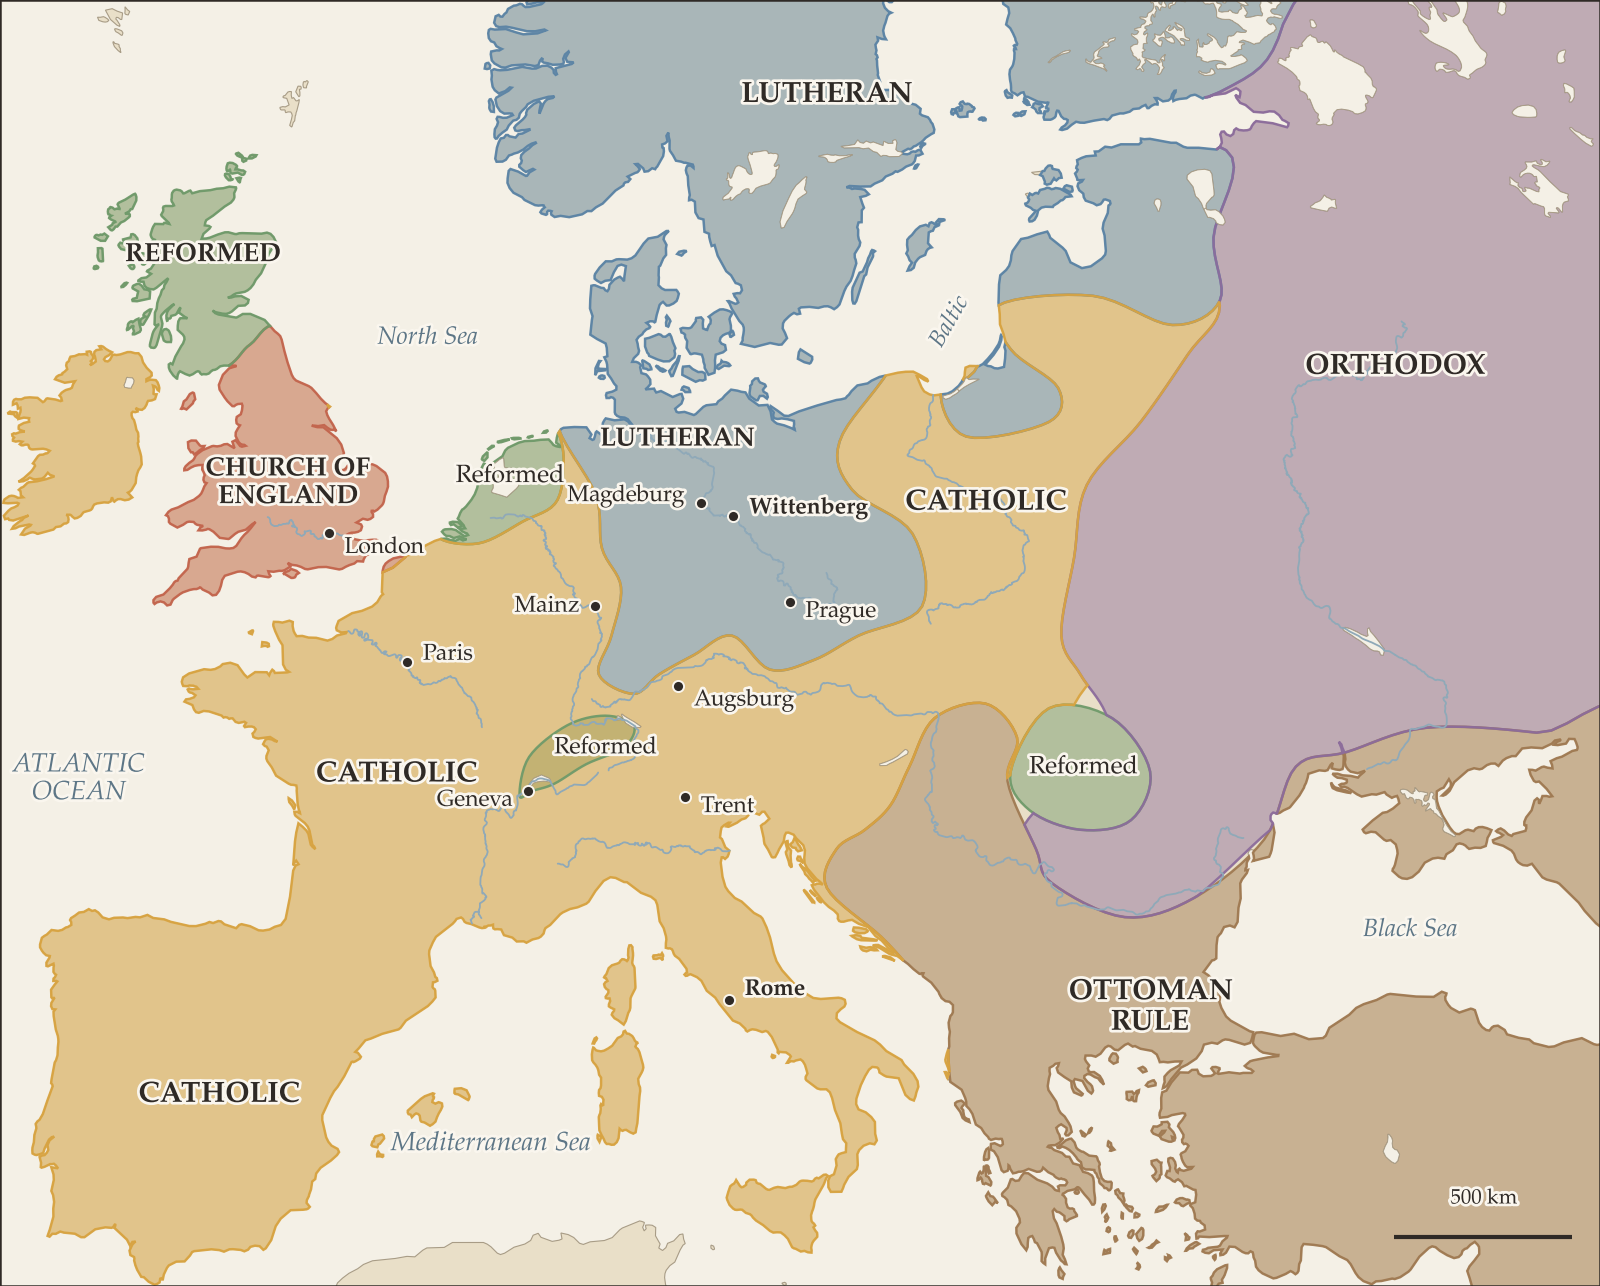 LUTHERAN
REFORMED
North Sea
Baltic
ORTHODOX
LUTHERAN
CHURCH OF
ENGLAND
Reformed
Magdeburg
Wittenberg
CATHOLIC
London
Mainz
Prague
Paris
Augsburg
ATLANTIC
OCEAN
CATHOLIC
Reformed
Reformed
Geneva
Trent
Black Sea
Rome
OTTOMAN
RULE
CATHOLIC
Mediterranean Sea
500 km